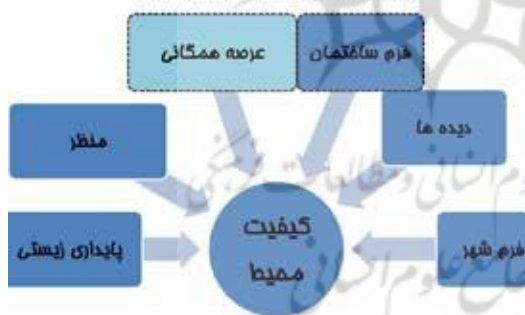 فرم ساختمان
عرصه همگانی
دیده ها
منظر
کیفیت
محیط
فرم شهر
پایداری زیستی